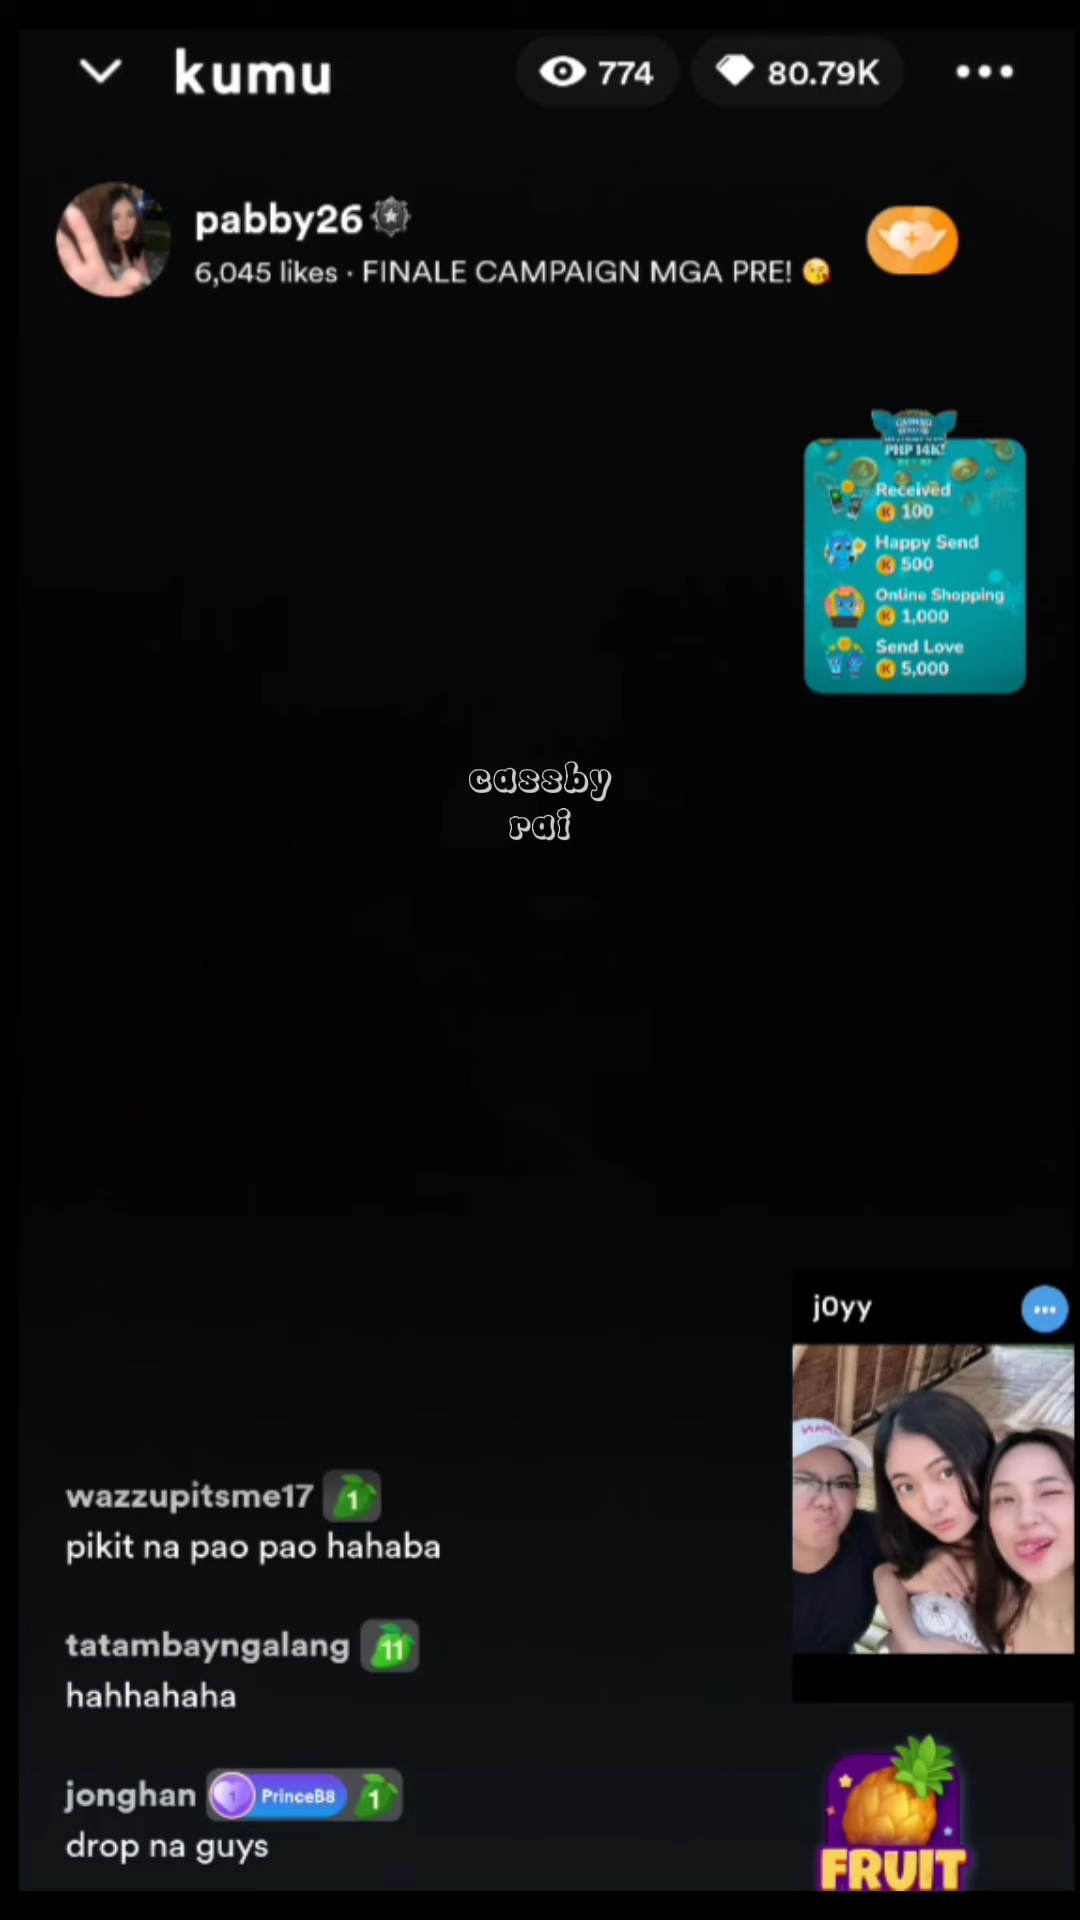 kumu
774
80.79K
pabby26
6,045 likes · FINALE CAMPAIGN MGA PRE! 😘
PHP 14K!
Received
K 100
Happy Send
K 500
Online Shopping
K 1,000
Send Love
K 5,000
cassby
rai
j0yy
wazzupitsme17 1
pikit na pao pao hahaba
tatambayngalang 11
hahhahaha
jonghan 1 PrinceB8 1
drop na guys
FRUIT